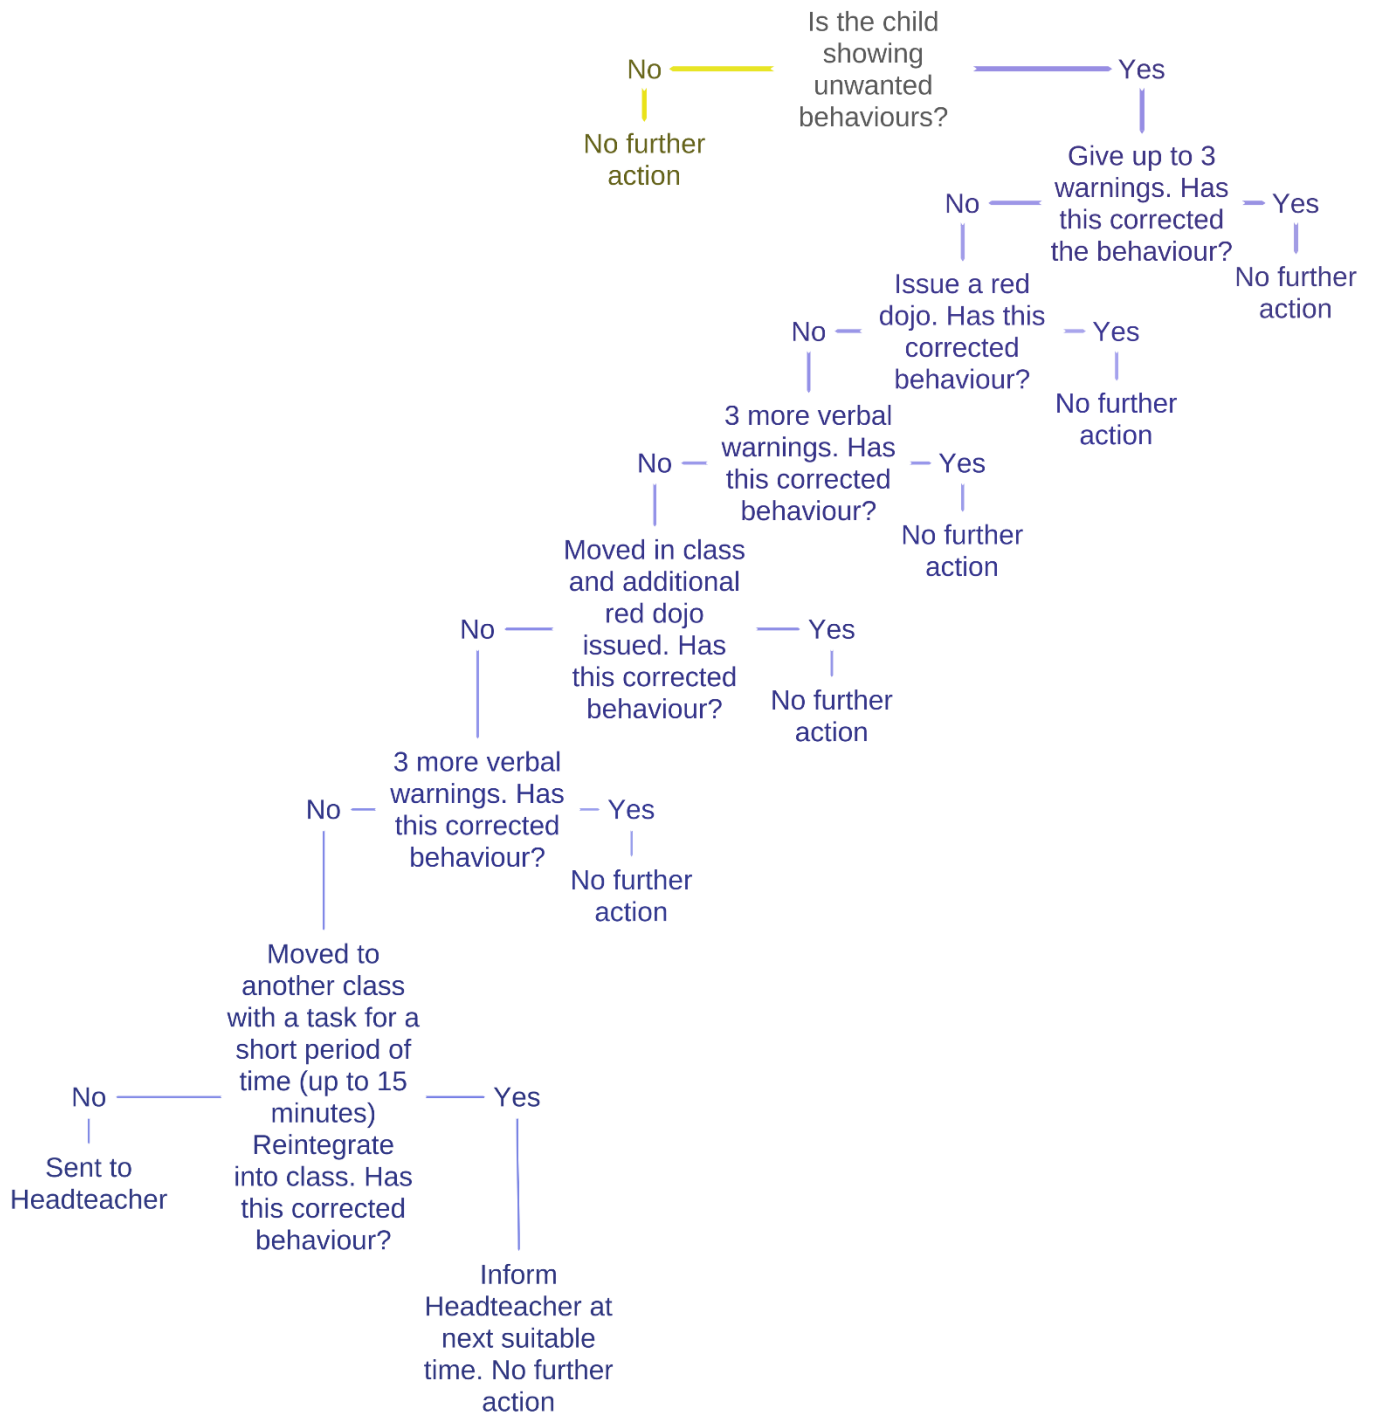 Is the child
showing
unwanted
behaviours?
No
Yes
No further
action
Give up to 3
warnings. Has
this corrected
the behaviour?
No
Yes
No further
action
Issue a red
dojo. Has this
corrected
behaviour?
No
Yes
No further
action
3 more verbal
warnings. Has
this corrected
behaviour?
No
Yes
No further
action
Moved in class
and additional
red dojo
issued. Has
this corrected
behaviour?
No
Yes
No further
action
3 more verbal
warnings. Has
this corrected
behaviour?
No
Yes
No further
action
Moved to
another class
with a task for a
short period of
time (up to 15
minutes)
Reintegrate
into class. Has
this corrected
behaviour?
No
Yes
Sent to
Headteacher
Inform
Headteacher at
next suitable
time. No further
action